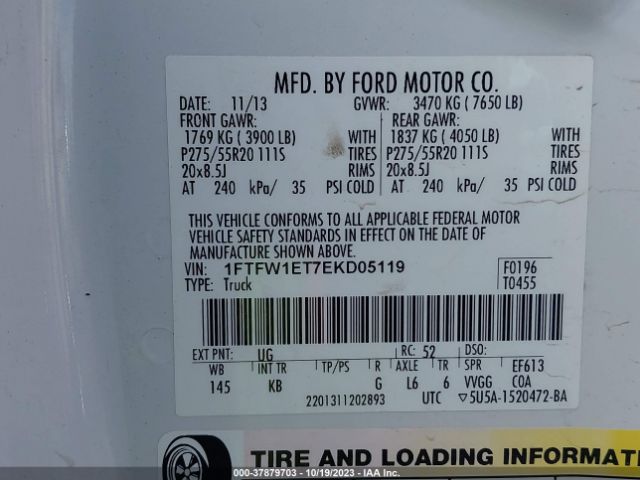 MFD. BY FORD MOTOR CO.
DATE: 11/13 GVWR: 3470 KG ( 7650 LB)
FRONT GAWR: REAR GAWR:
1769 KG ( 3900 LB) WITH 1837 KG ( 4050 LB) WITH
P275/55R20 111S TIRES P275/55R20 111S TIRES
20x8.5J RIMS 20x8.5J RIMS
AT 240 kPa/ 35 PSI COLD AT 240 kPa/ 35 PSI COLD
THIS VEHICLE CONFORMS TO ALL APPLICABLE FEDERAL MOTOR
VEHICLE SAFETY STANDARDS IN EFFECT ON THE DATE OF
MANUFACTURE SHOWN ABOVE.
VIN: 1FTFW1ET7EKD05119 F0196
TYPE: Truck T0455
EXT PNT: UG RC: 52 DSO:
WB INT TR TP/PS R AXLE TR SPR EF613
145 KB G L6 6 VVGG COA
2201311202893 UTC ▽5U5A-1520472-BA
TIRE AND LOADING INFORMATI
000-37879703 - 10/19/2023 - IAA Inc.